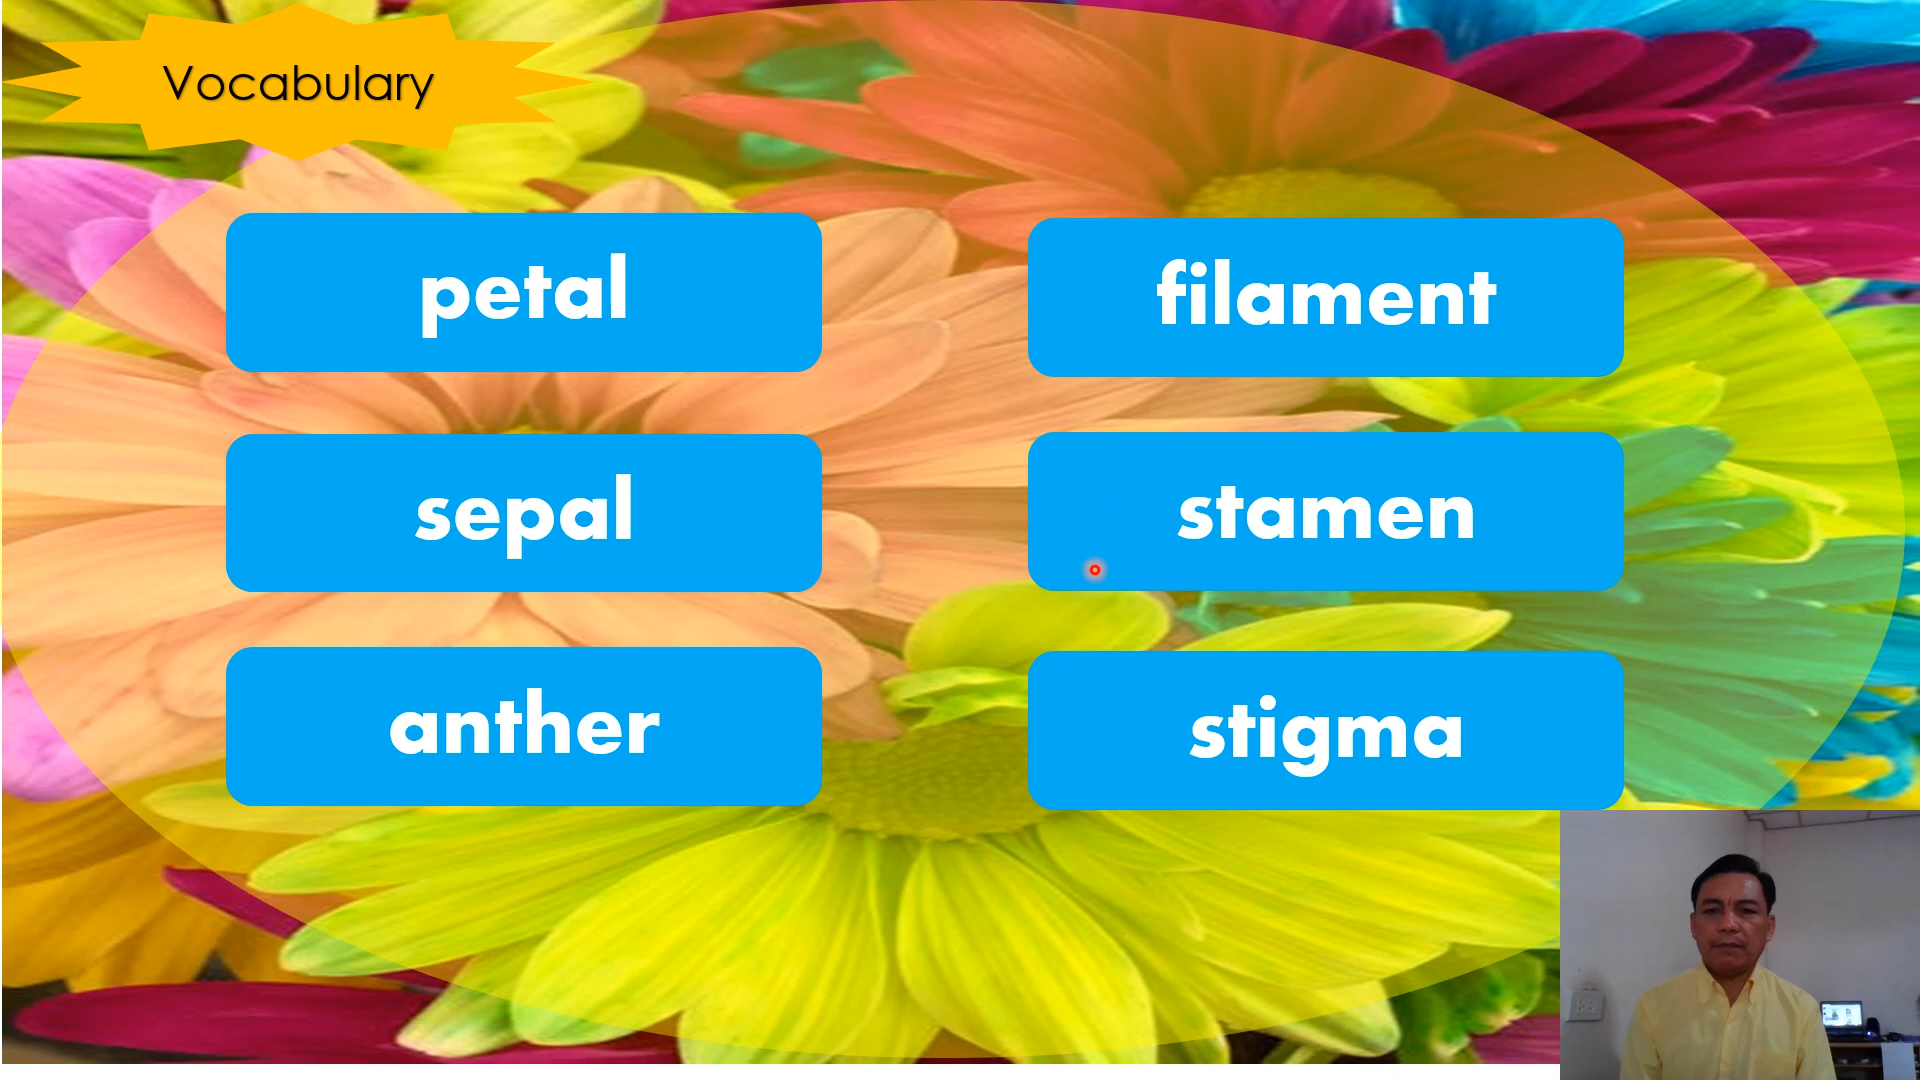 Vocabulary
petal
filament
sepal
stamen
anther
stigma